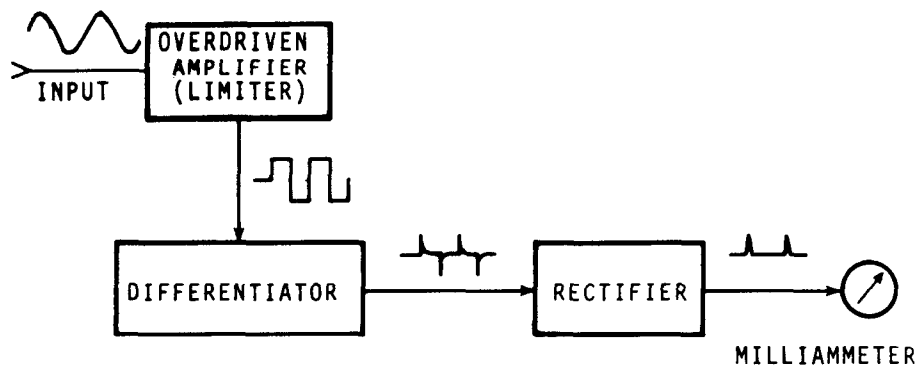 OVERDRIVEN
AMPLIFIER
(LIMITER)
INPUT
DIFFERENTIATOR
RECTIFIER
MILLIAMMETER